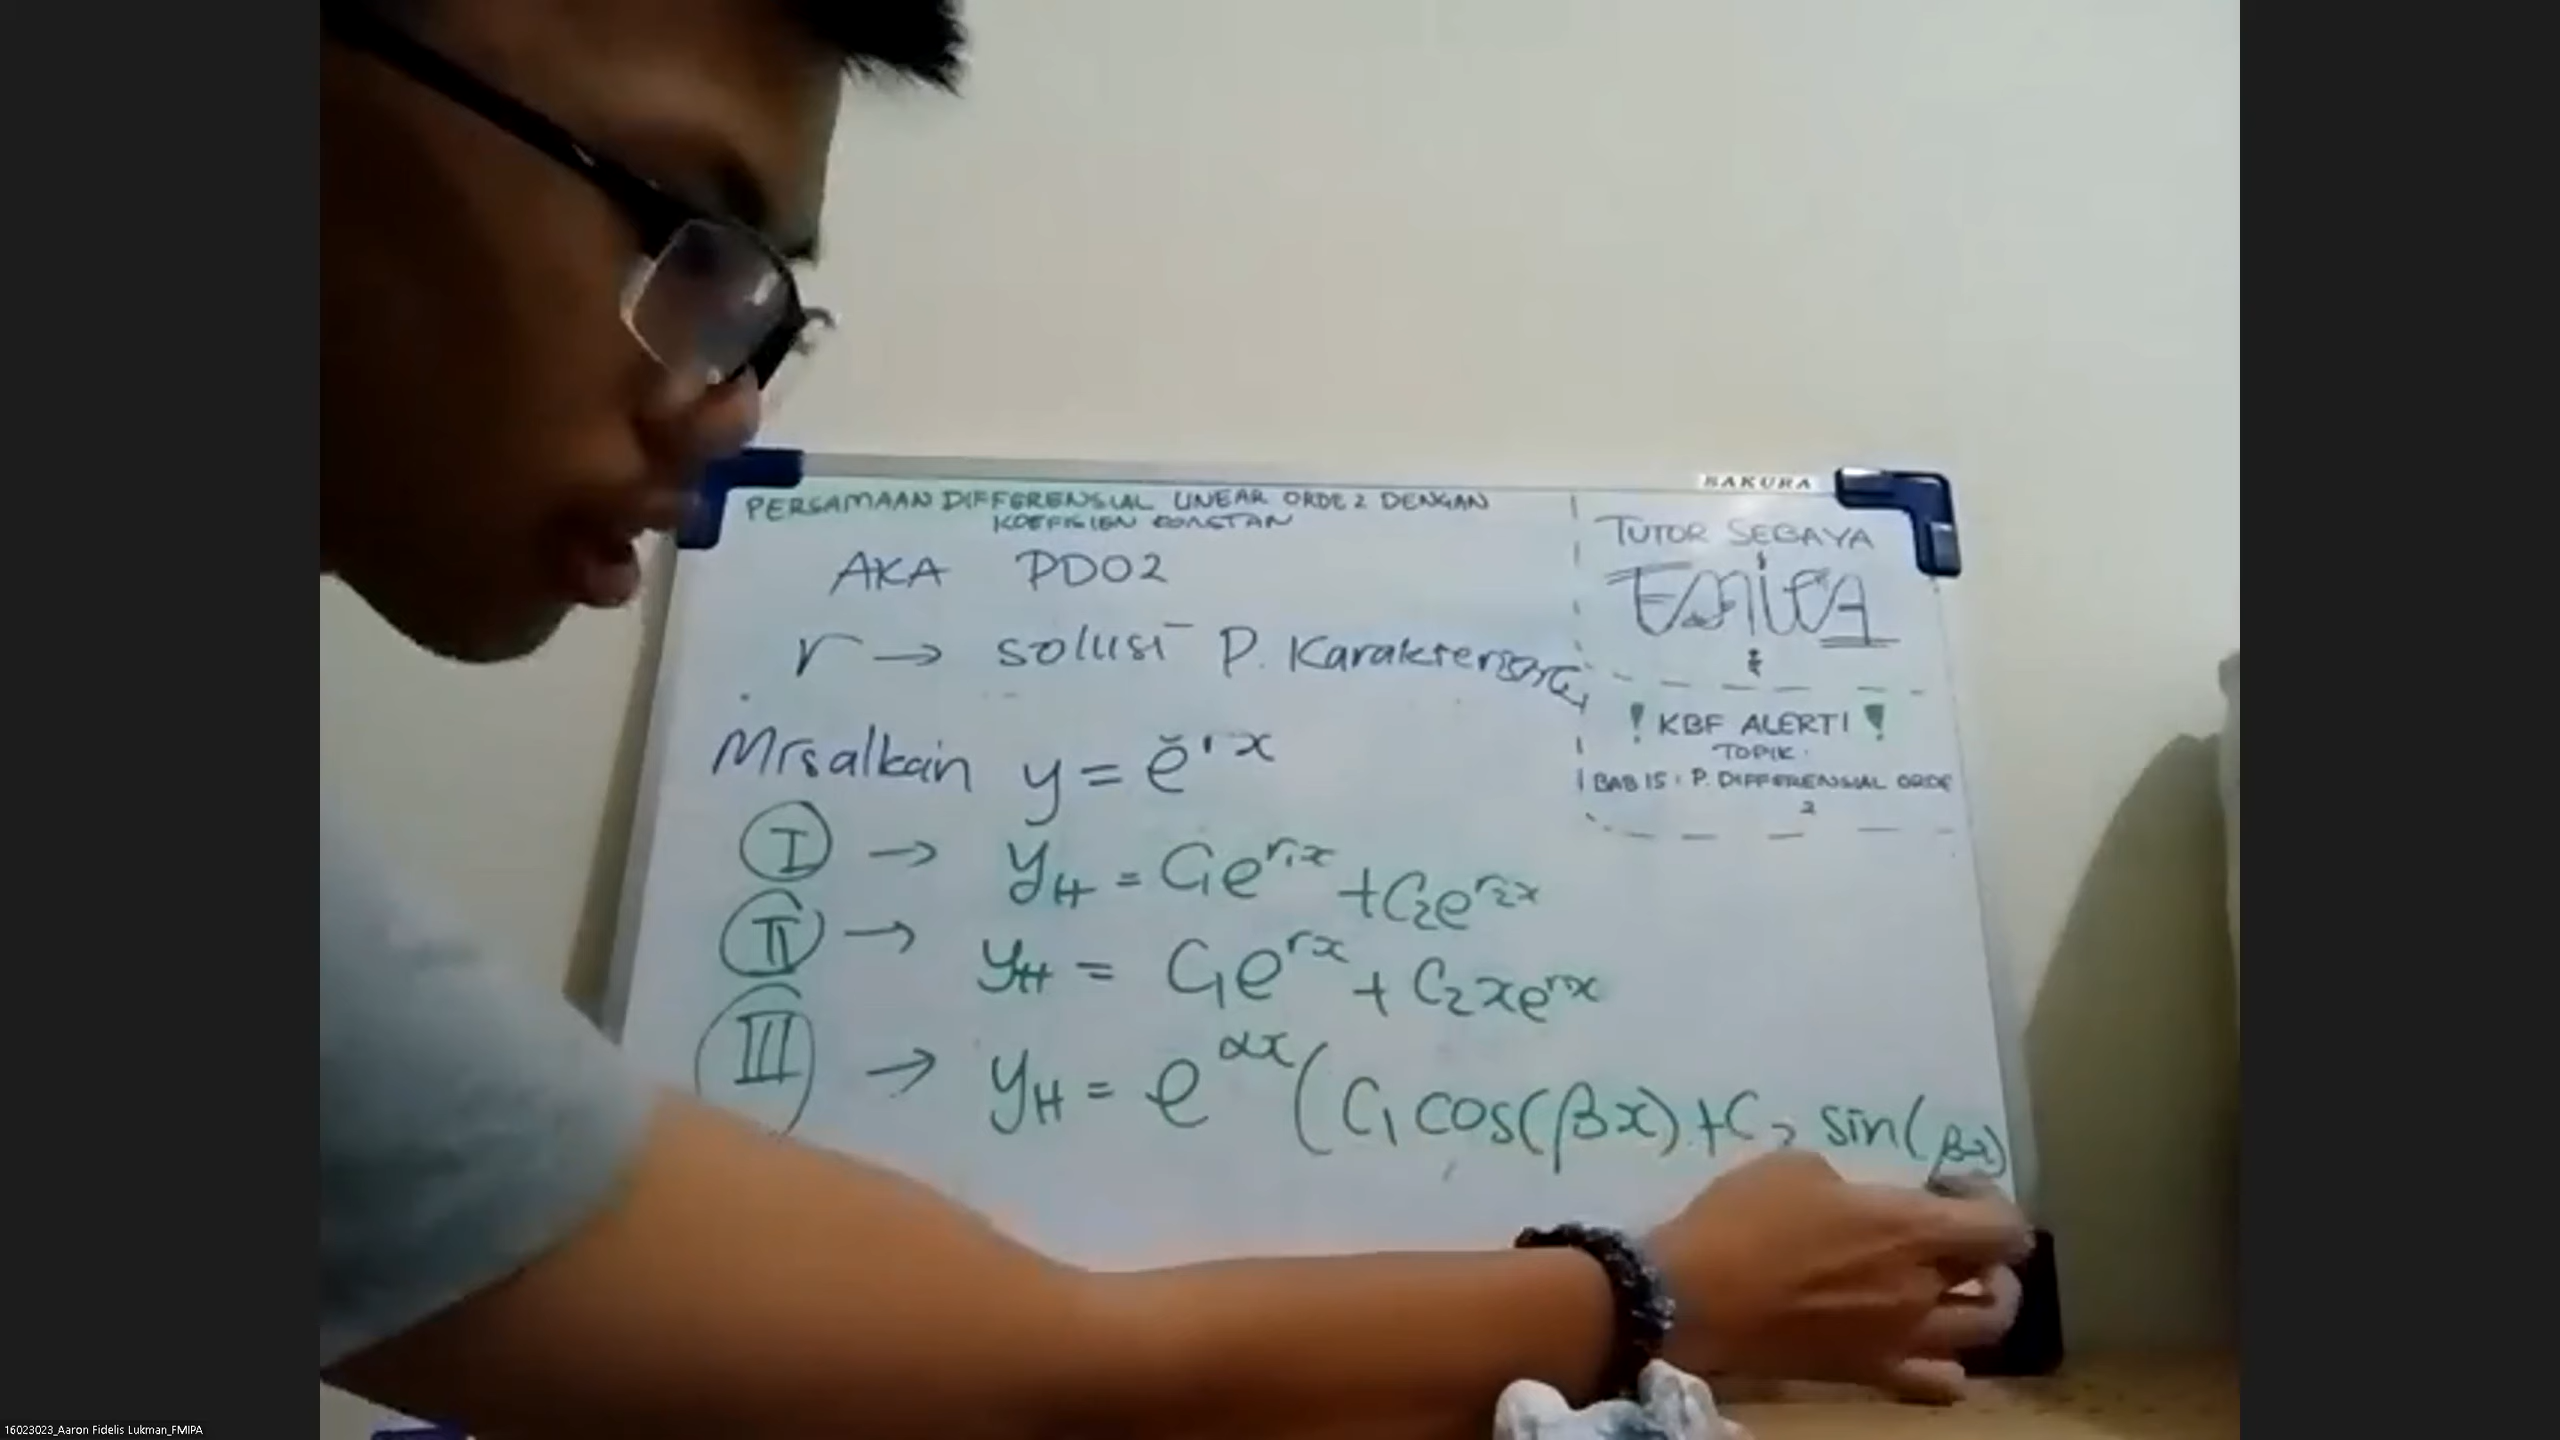 SAKURA
PERSAMAAN DIFFERENSIAL LINEAR ORDE 2 DENGAN
KOEFISIEN KONSTAN
AKA PDO2
r → solusi P. Karakteristik
Misalkan y = e^rx
I → yH = C1e^r1x + C2e^r2x
II → yH = C1e^rx + C2xe^rx
III → yH = e^αx (C1 cos(βx) + C2 sin(βx)
TUTOR SEBAYA
FMIPA
! KBF ALERT! !
TOPIK:
BAB 15: P. DIFFERENSIAL ORDE
2
16023023_Aaron Fidelis Lukman_FMIPA